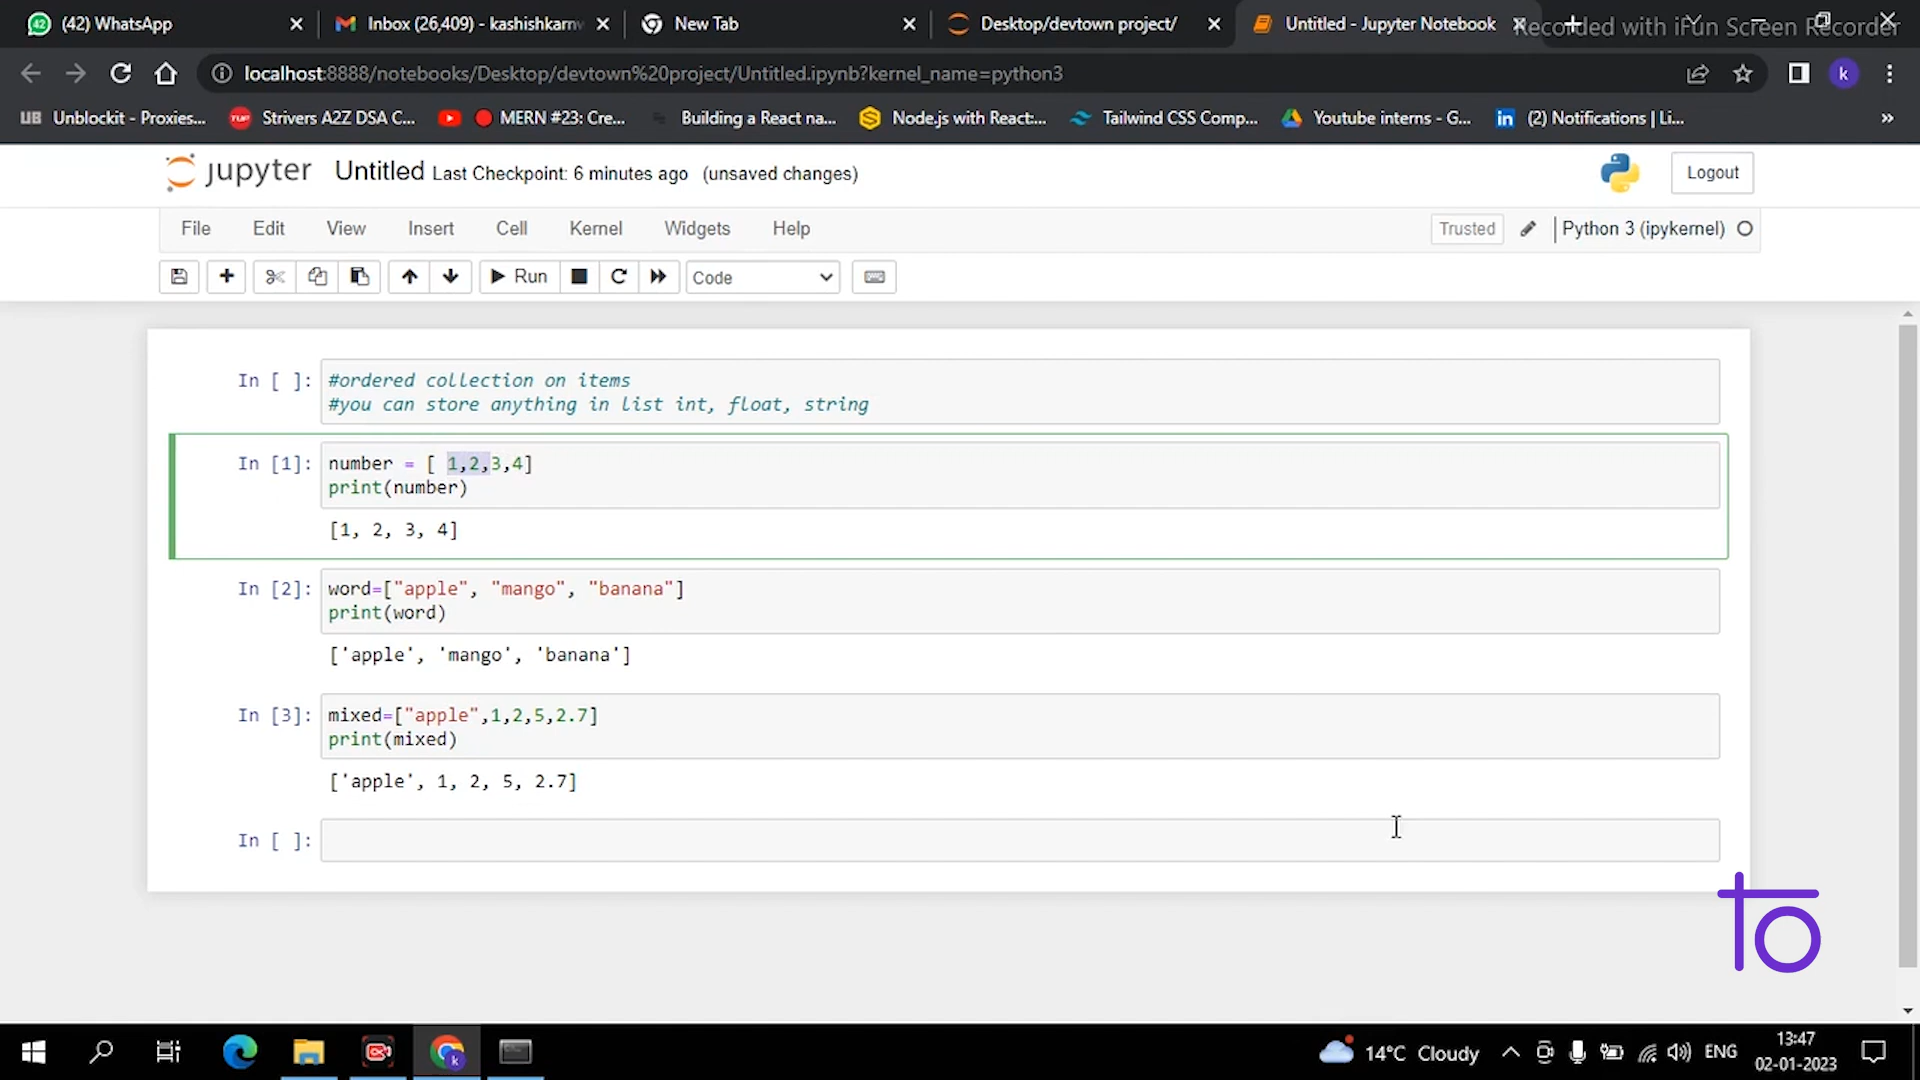 (42) WhatsApp
Inbox (26,409) - kashishkarnw
New Tab
Desktop/devtown project/
Untitled - Jupyter Notebook
Recorded with iFun Screen Recorder
localhost:8888/notebooks/Desktop/devtown%20project/Untitled.ipynb?kernel_name=python3
k
UB Unblockit - Proxies...
TUF Strivers A2Z DSA C...
MERN #23: Cre...
Building a React na...
Node.js with React:...
Tailwind CSS Comp...
Youtube interns - G...
in (2) Notifications | Li...
»
jupyter Untitled Last Checkpoint: 6 minutes ago (unsaved changes)
Logout
File Edit View Insert Cell Kernel Widgets Help
Trusted
Python 3 (ipykernel)
Run
Code
In [ ]: #ordered collection on items
#you can store anything in list int, float, string
In [1]: number = [ 1,2,3,4]
print(number)
[1, 2, 3, 4]
In [2]: word=["apple", "mango", "banana"]
print(word)
['apple', 'mango', 'banana']
In [3]: mixed=["apple",1,2,5,2.7]
print(mixed)
['apple', 1, 2, 5, 2.7]
In [ ]:
14°C Cloudy
ENG
13:47
02-01-2023